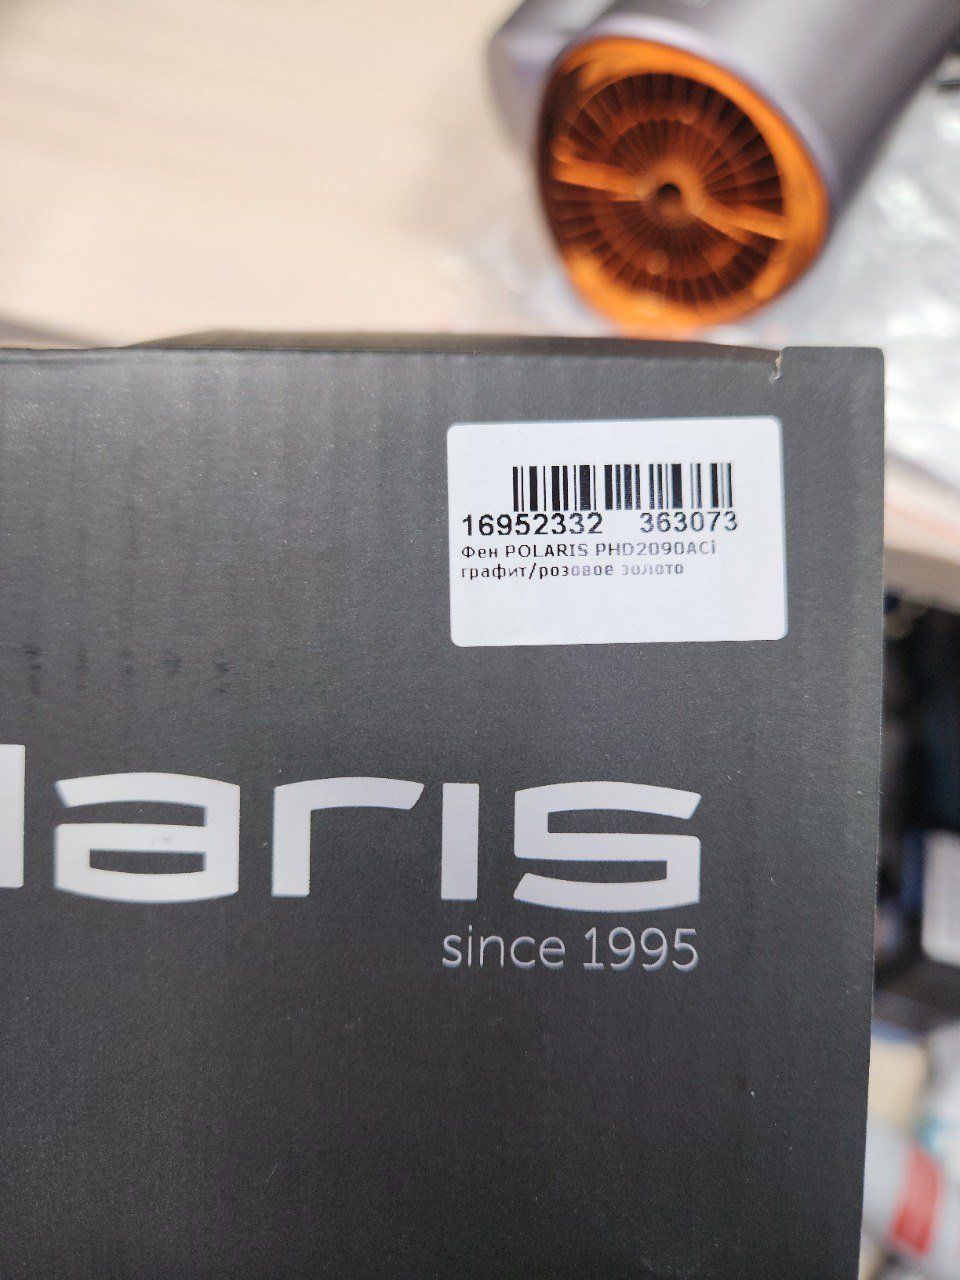 16952332 363073
Фен POLARIS PHD2090ACi
графит/розовое золото
laris
since 1995